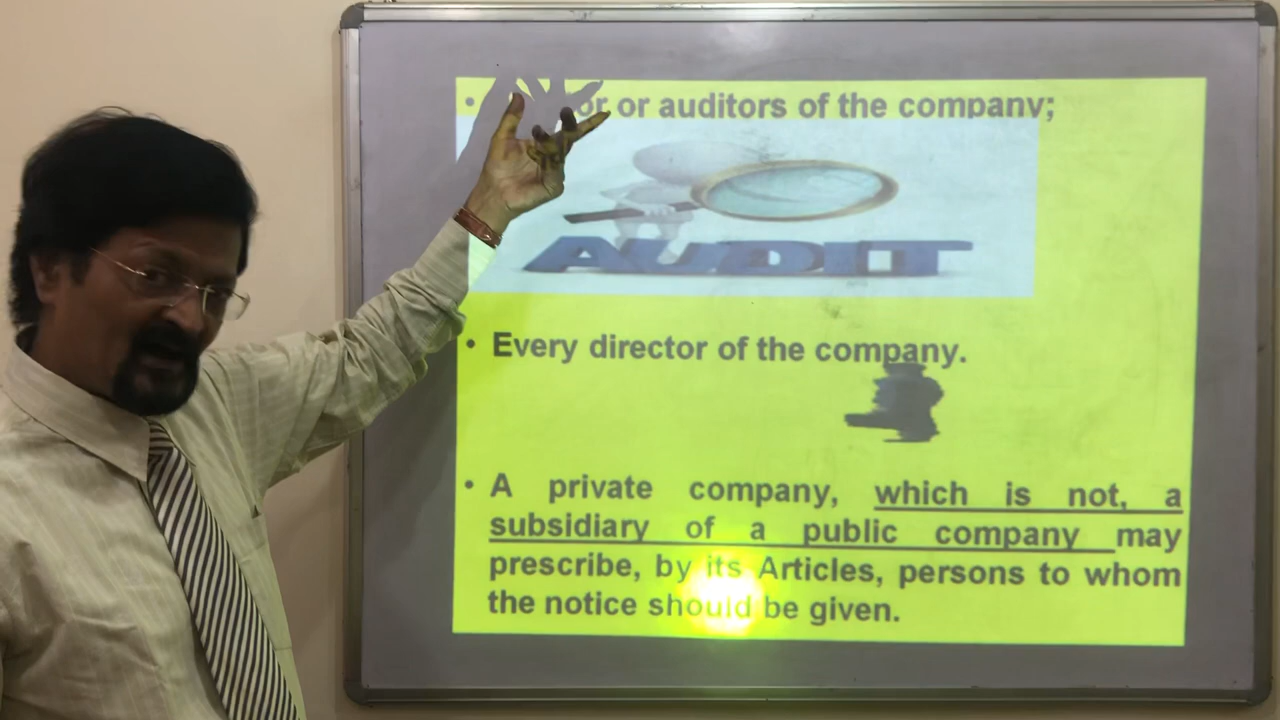 • or or auditors of the company;
AUDIT
• Every director of the company.
• A private company, which is not, a
subsidiary of a public company may
prescribe, by its Articles, persons to whom
the notice should be given.